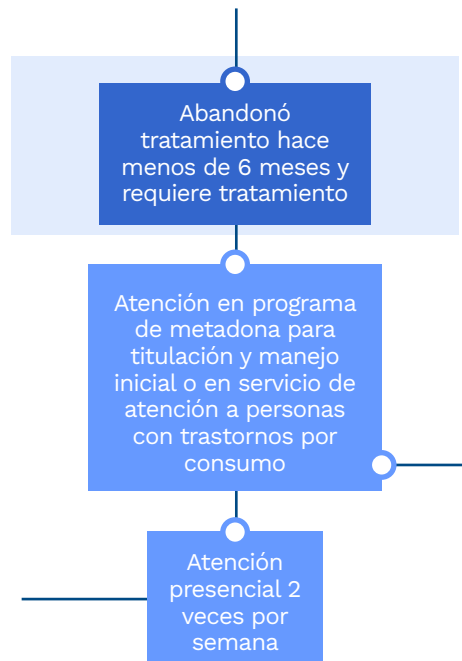 Abandonó
tratamiento hace
menos de 6 meses y
requiere tratamiento
Atención en programa
de metadona para
titulación y manejo
inicial o en servicio de
atención a personas
con trastornos por
consumo
Atención
presencial 2
veces por
semana